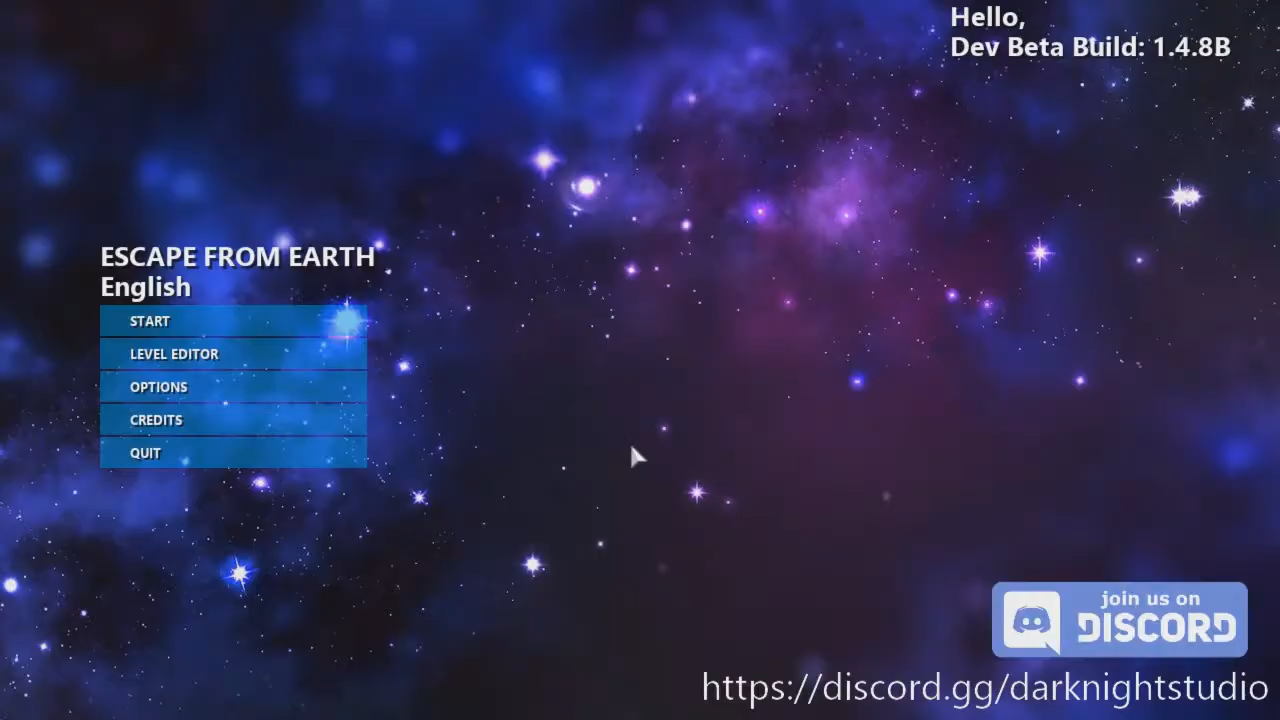 Hello,
Dev Beta Build: 1.4.8B
ESCAPE FROM EARTH
English
START
LEVEL EDITOR
OPTIONS
CREDITS
QUIT
join us on
DISCORD
https://discord.gg/darknightstudio